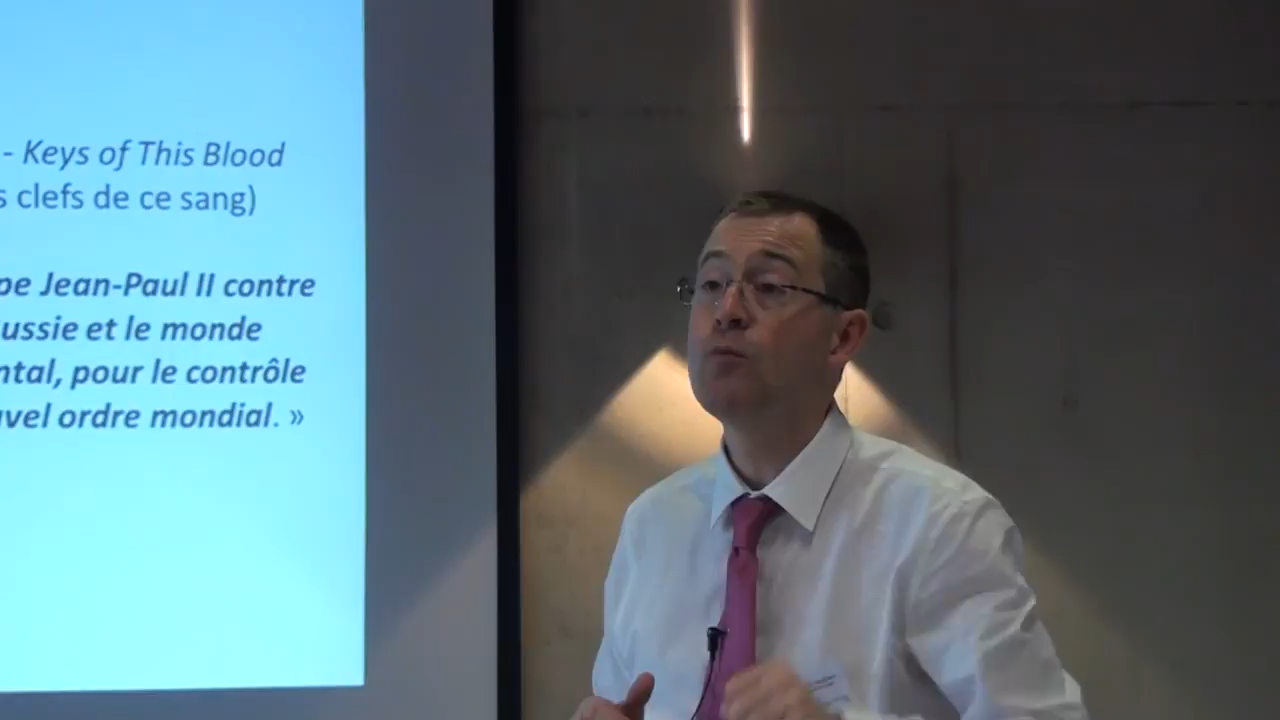 - Keys of This Blood
s clefs de ce sang)
pe Jean-Paul II contre
ussie et le monde
ntal, pour le contrôle
vel ordre mondial. »